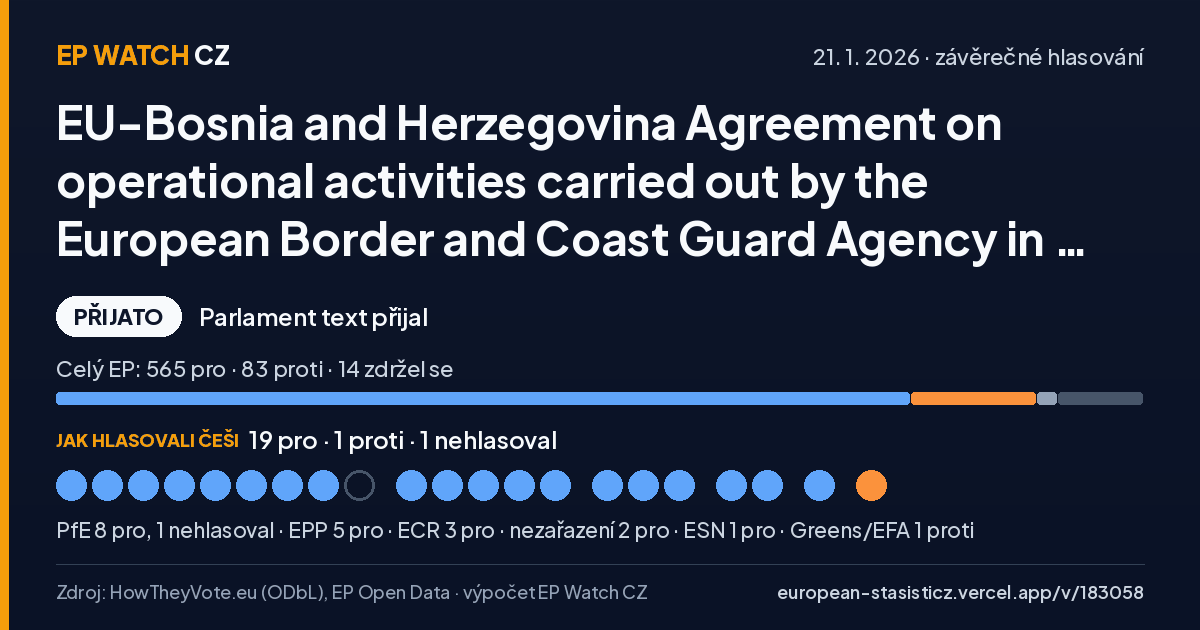 EP WATCH CZ
21. 1. 2026 · závěrečné hlasování
EU–Bosnia and Herzegovina Agreement on
operational activities carried out by the
European Border and Coast Guard Agency in …
PŘIJATO Parlament text přijal
Celý EP: 565 pro · 83 proti · 14 zdržel se
JAK HLASOVALI ČEŠI 19 pro · 1 proti · 1 nehlasoval
PfE 8 pro, 1 nehlasoval · EPP 5 pro · ECR 3 pro · nezařazení 2 pro · ESN 1 pro · Greens/EFA 1 proti
Zdroj: HowTheyVote.eu (ODbL), EP Open Data · výpočet EP Watch CZ
european-stasisticz.vercel.app/v/183058